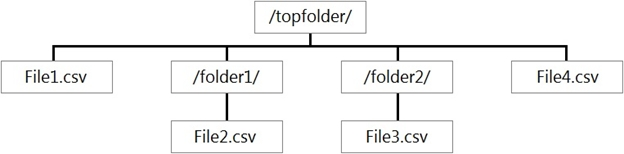 /topfolder/
File1.csv
/folder1/
/folder2/
File4.csv
File2.csv
File3.csv